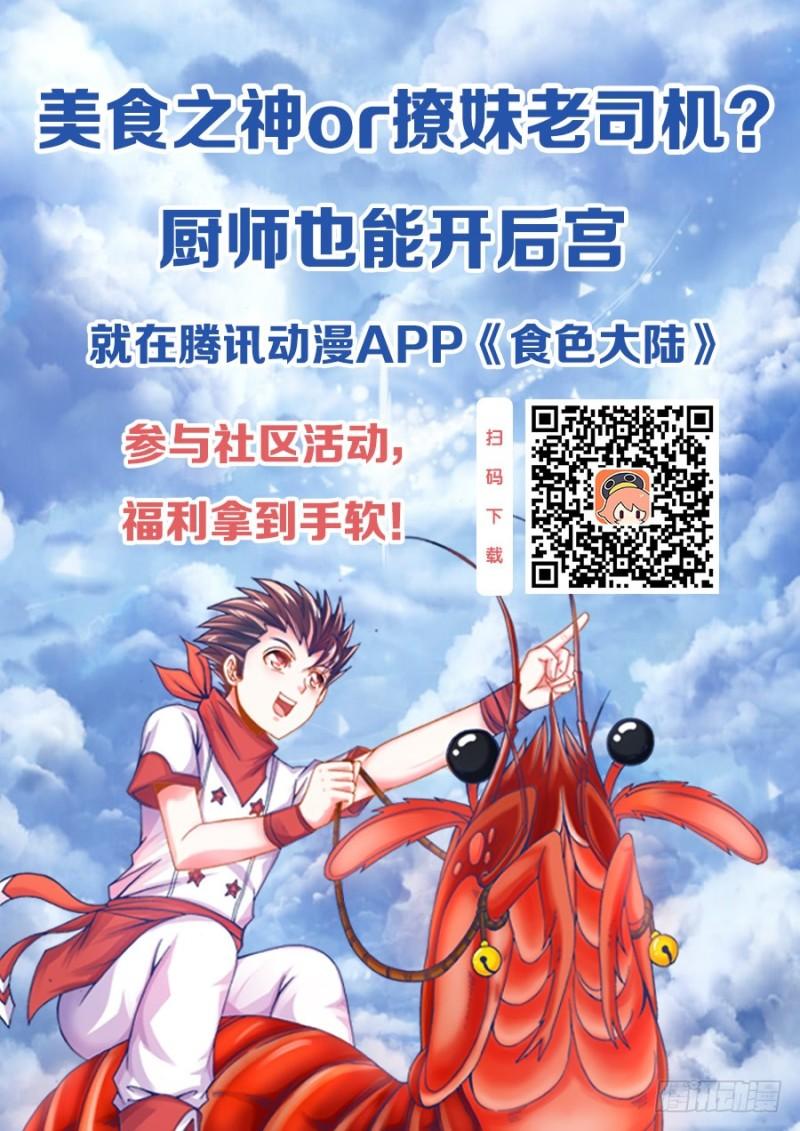 美食之神or撩妹老司机?
厨师也能开后宫
就在腾讯动漫APP《食色大陆》
参与社区活动,
福利拿到手软!
扫码下载
腾讯动漫